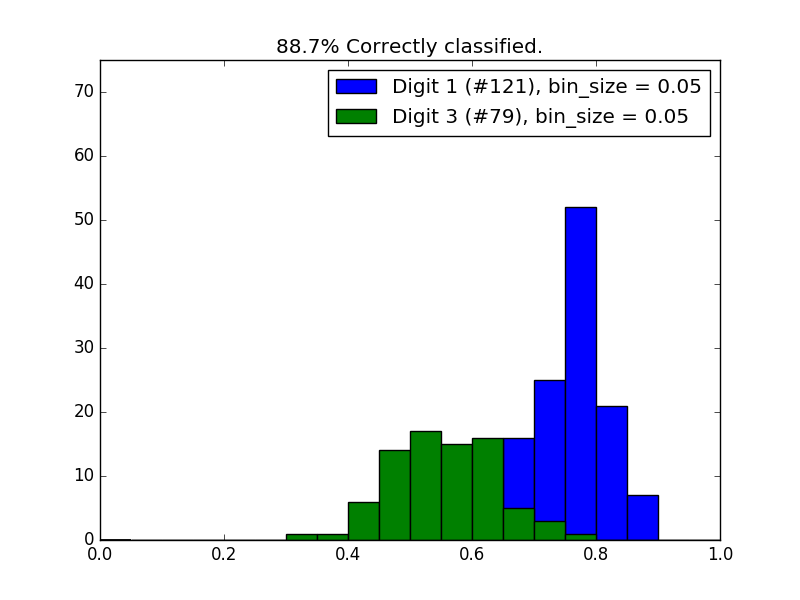 88.7% Correctly classified.
Digit 1 (#121), bin_size = 0.05
Digit 3 (#79), bin_size = 0.05
70
60
50
40
30
20
10
0
0.0 0.2 0.4 0.6 0.8 1.0